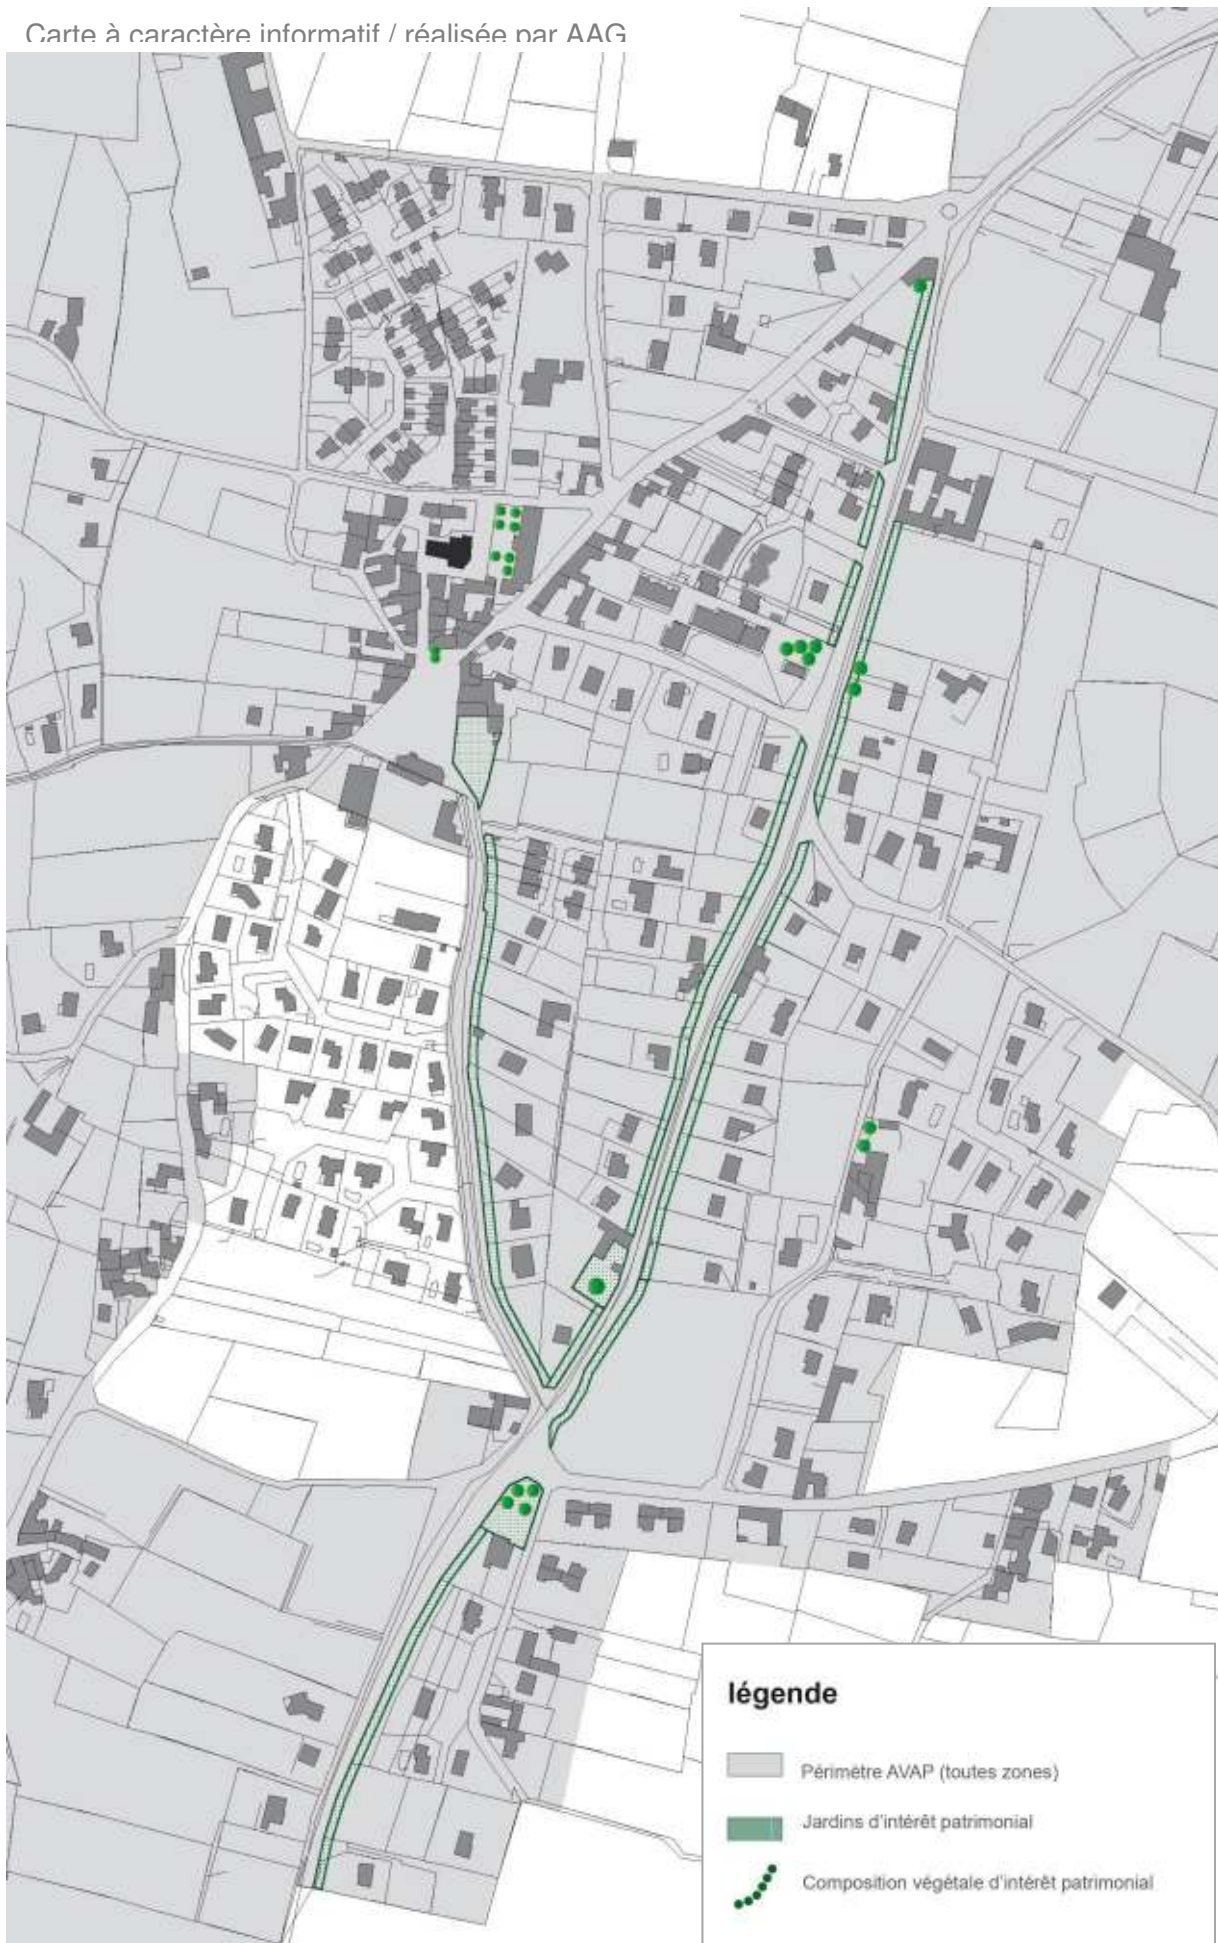 Carte à caractère informatif / réalisée par AAG
légende
Périmètre AVAP (toutes zones)
Jardins d'intérêt patrimonial
Composition végétale d'intérêt patrimonial